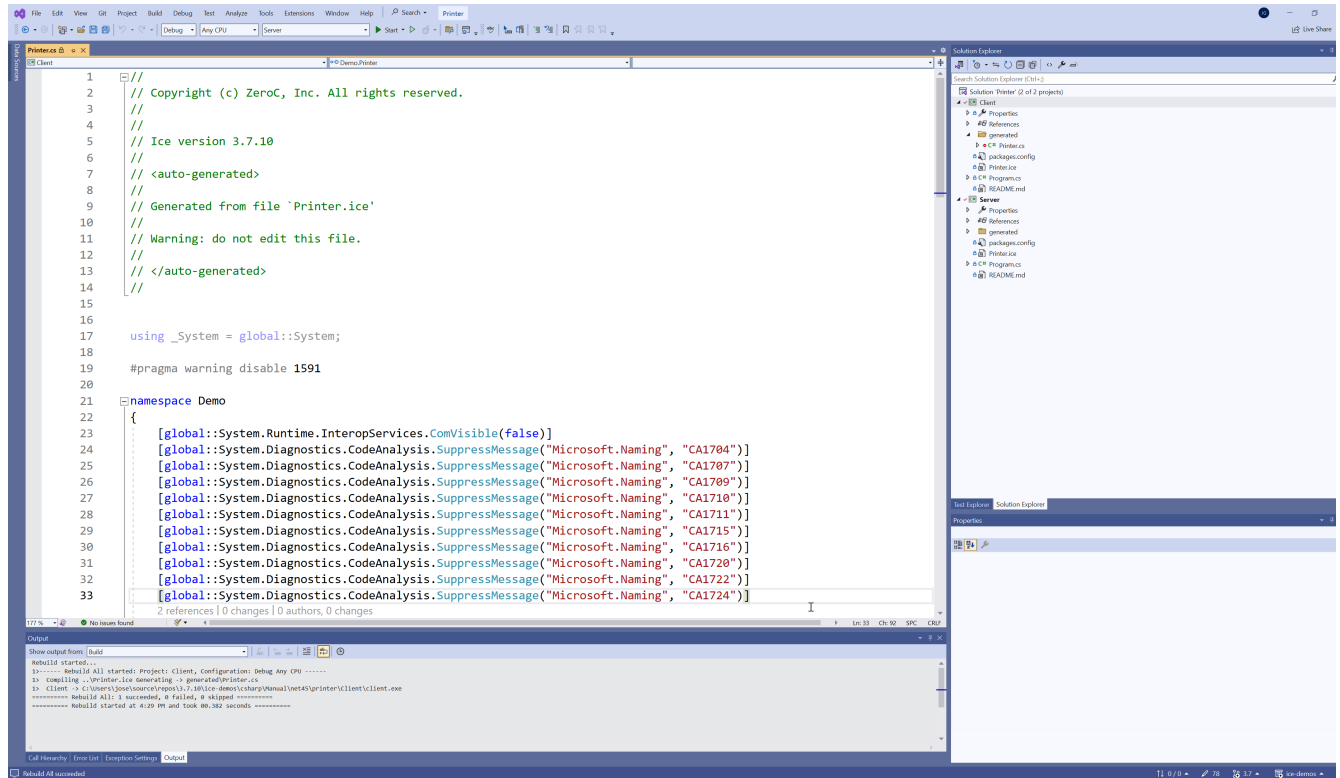 File Edit View Git Project Build Debug Test Analyze Tools Extensions Window Help Search Printer
Debug Any CPU Server Start Live Share
Data Sources
Printer.cs
Client Demo.Printer
1 //
2 // Copyright (c) ZeroC, Inc. All rights reserved.
3 //
4 //
5 // Ice version 3.7.10
6 //
7 // <auto-generated>
8 //
9 // Generated from file `Printer.ice'
10 //
11 // Warning: do not edit this file.
12 //
13 // </auto-generated>
14 //
15
16
17 using _System = global::System;
18
19 #pragma warning disable 1591
20
21 namespace Demo
22 {
23 [global::System.Runtime.InteropServices.ComVisible(false)]
24 [global::System.Diagnostics.CodeAnalysis.SuppressMessage("Microsoft.Naming", "CA1704")]
25 [global::System.Diagnostics.CodeAnalysis.SuppressMessage("Microsoft.Naming", "CA1707")]
26 [global::System.Diagnostics.CodeAnalysis.SuppressMessage("Microsoft.Naming", "CA1709")]
27 [global::System.Diagnostics.CodeAnalysis.SuppressMessage("Microsoft.Naming", "CA1710")]
28 [global::System.Diagnostics.CodeAnalysis.SuppressMessage("Microsoft.Naming", "CA1711")]
29 [global::System.Diagnostics.CodeAnalysis.SuppressMessage("Microsoft.Naming", "CA1715")]
30 [global::System.Diagnostics.CodeAnalysis.SuppressMessage("Microsoft.Naming", "CA1716")]
31 [global::System.Diagnostics.CodeAnalysis.SuppressMessage("Microsoft.Naming", "CA1720")]
32 [global::System.Diagnostics.CodeAnalysis.SuppressMessage("Microsoft.Naming", "CA1722")]
33 [global::System.Diagnostics.CodeAnalysis.SuppressMessage("Microsoft.Naming", "CA1724")]
2 references | 0 changes | 0 authors, 0 changes
177 % No issues found Ln: 33 Ch: 92 SPC CRLF
Output
Show output from: Build
Rebuild started...
1>------ Rebuild All started: Project: Client, Configuration: Debug Any CPU ------
1> Compiling ..\Printer.ice Generating -> generated\Printer.cs
1> Client -> C:\Users\jose\source\repos\3.7.10\ice-demos\csharp\Manual\net45\printer\Client\client.exe
========== Rebuild All: 1 succeeded, 0 failed, 0 skipped ==========
========== Rebuild started at 4:29 PM and took 00.382 seconds ==========
Call Hierarchy Error List Exception Settings Output
Solution Explorer
Search Solution Explorer (Ctrl+;)
Solution 'Printer' (2 of 2 projects)
Client
Properties
References
generated
C# Printer.cs
packages.config
Printer.ice
C# Program.cs
README.md
Server
Properties
References
generated
packages.config
Printer.ice
C# Program.cs
README.md
Test Explorer Solution Explorer
Properties
Rebuild All succeeded 0 / 0 78 3.7 ice-demos